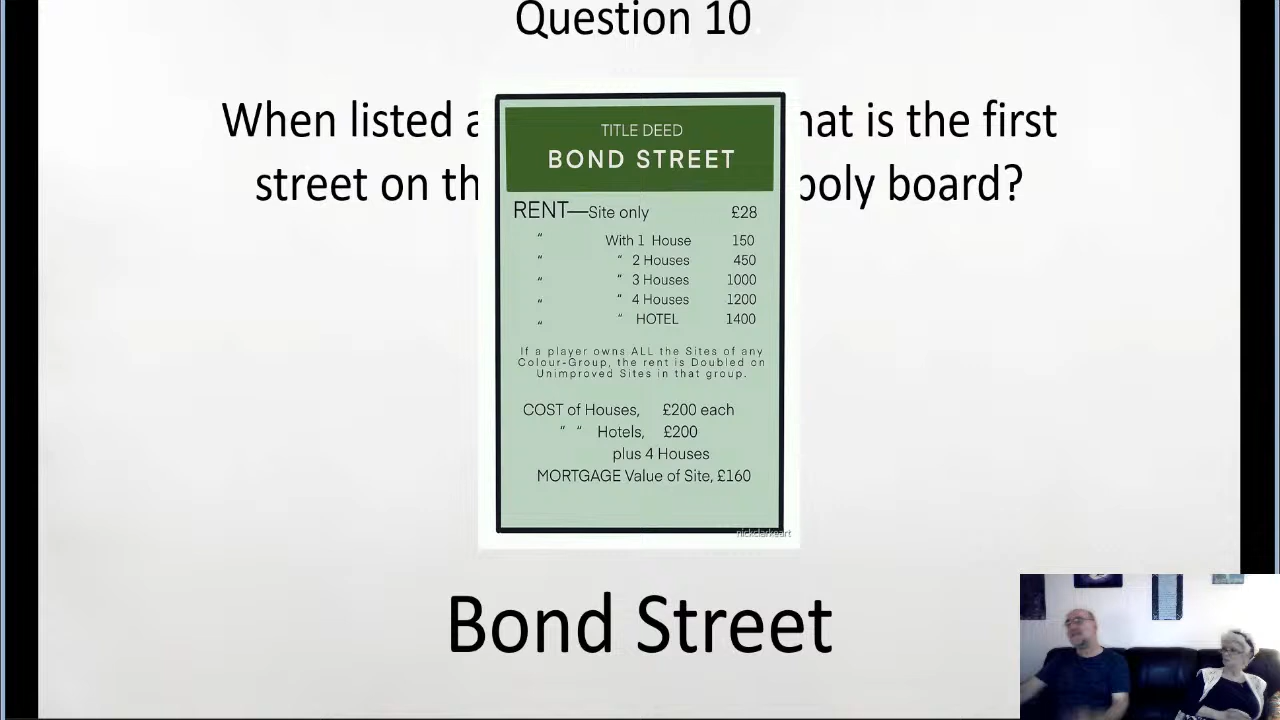 Question 10
When listed a hat is the first
street on th poly board?
TITLE DEED
BOND STREET
RENT—Site only £28
“ With 1 House 150
“ “ 2 Houses 450
“ “ 3 Houses 1000
“ “ 4 Houses 1200
“ “ HOTEL 1400
If a player owns ALL the Sites of any
Colour-Group, the rent is Doubled on
Unimproved Sites in that group.
COST of Houses, £200 each
“ “ Hotels, £200
plus 4 Houses
MORTGAGE Value of Site, £160
nickclarkeart
Bond Street